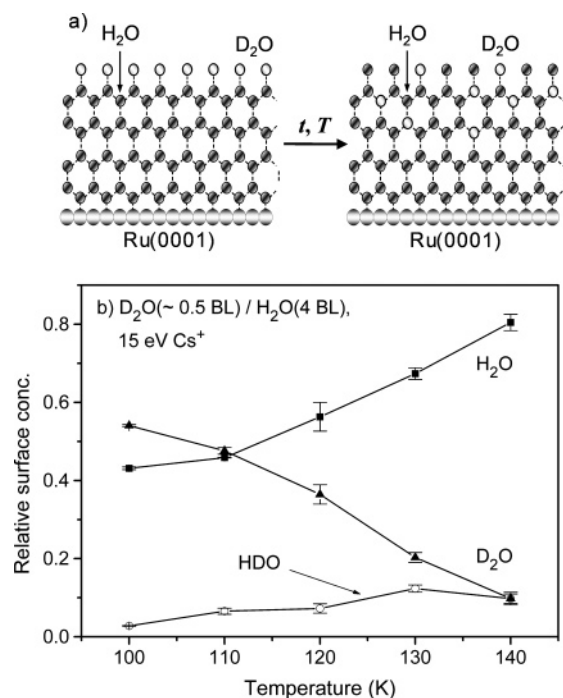 a)
H₂O
D₂O
H₂O
D₂O
t, T
Ru(0001)
Ru(0001)
b) D₂O(~ 0.5 BL) / H₂O(4 BL),
15 eV Cs⁺
0.8
0.6
0.4
0.2
0.0
Relative surface conc.
H₂O
HDO
D₂O
100
110
120
130
140
Temperature (K)